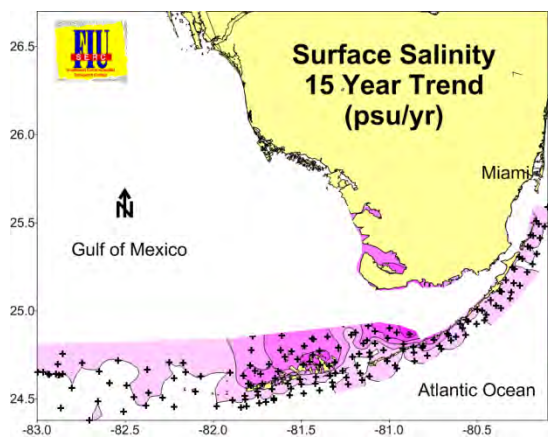 26.5
FIU
SERC
Surface Salinity
15 Year Trend
(psu/yr)
26.0
Miami
25.5
N
Gulf of Mexico
25.0
24.5
Atlantic Ocean
-83.0 -82.5 -82.0 -81.5 -81.0 -80.5